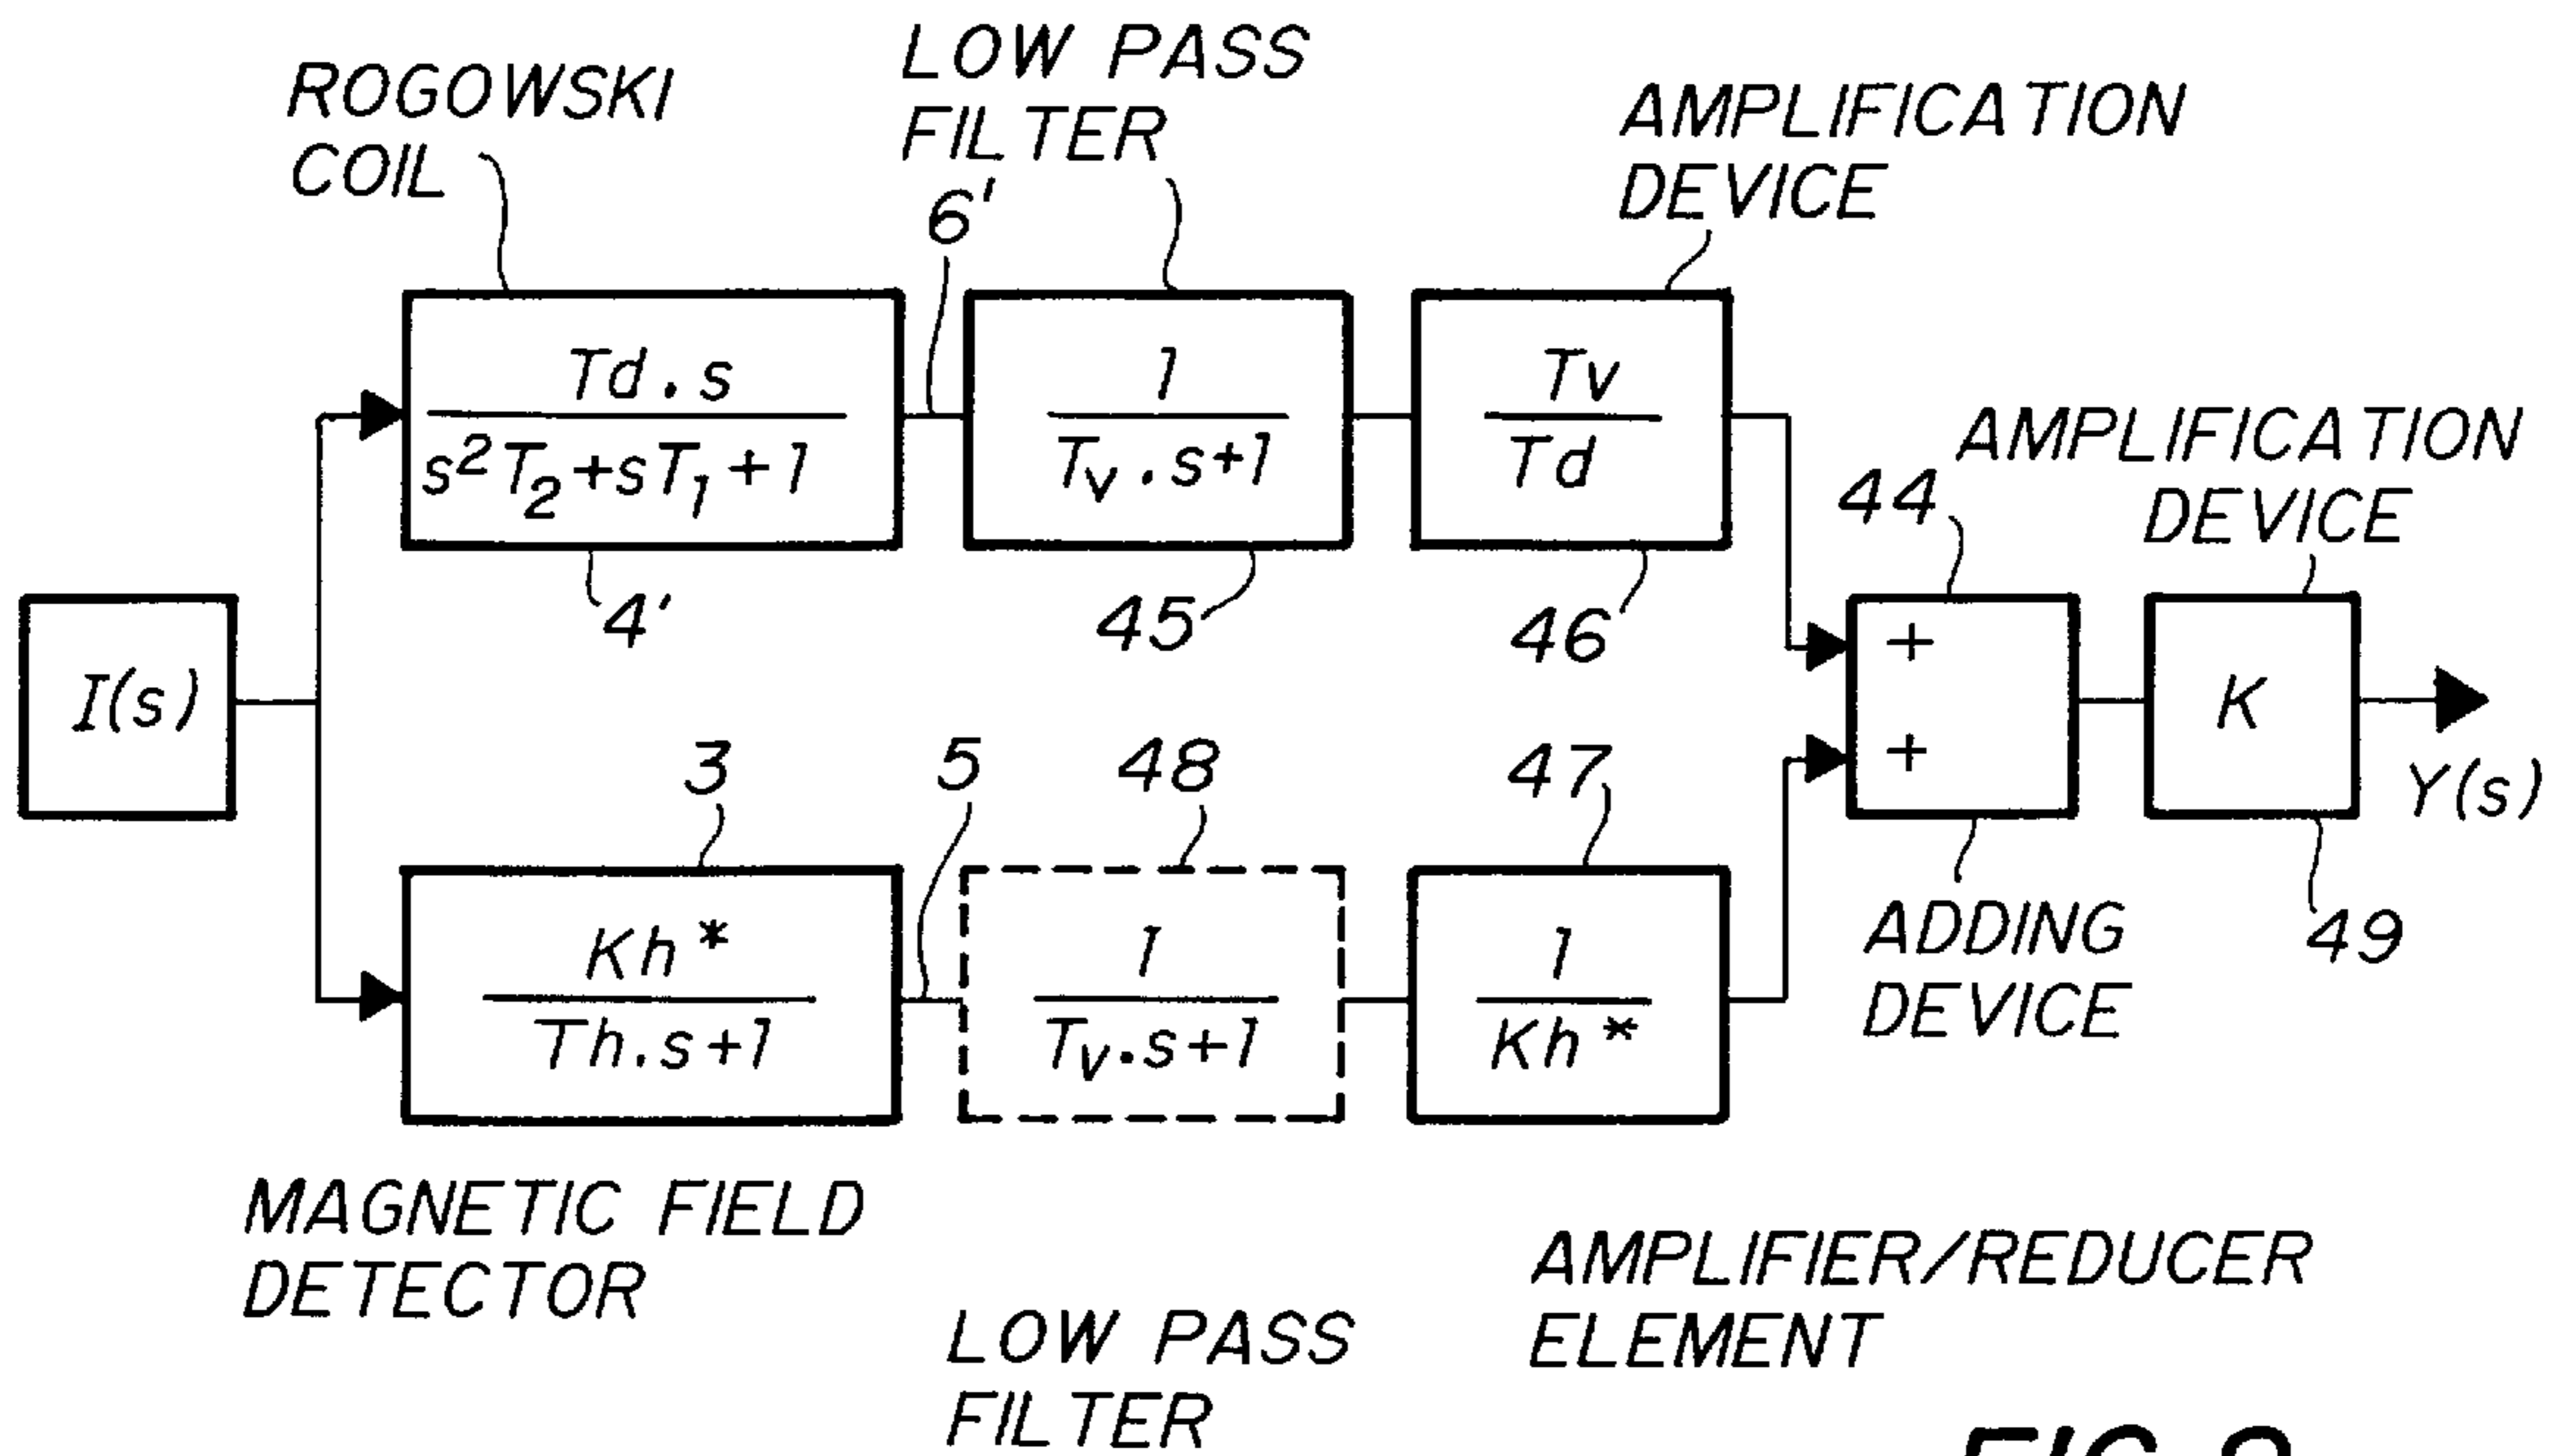 ROGOWSKI
COIL
LOW PASS
FILTER
6'
AMPLIFICATION
DEVICE
Td.s
s²T₂+sT₁+1
1
Tᵥ.s+1
Tv
Td
4'
45
46
AMPLIFICATION
DEVICE
44
I(s)
+
+
K
Y(s)
3
5
48
47
Kh*
Th.s+1
1
Tᵥ.s+1
1
Kh*
ADDING
DEVICE
49
MAGNETIC FIELD
DETECTOR
LOW PASS
FILTER
AMPLIFIER/REDUCER
ELEMENT